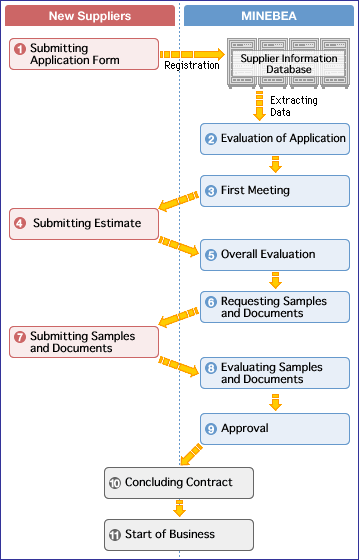 New Suppliers
MINEBEA
1 Submitting
Application Form
Registration
Supplier Information
Database
Extracting
Data
2 Evaluation of Application
3 First Meeting
4 Submitting Estimate
5 Overall Evaluation
6 Requesting Samples
and Documents
7 Submitting Samples
and Documents
8 Evaluating Samples
and Documents
9 Approval
10 Concluding Contract
11 Start of Business